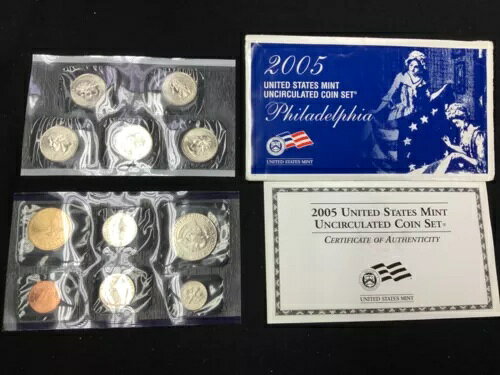 2005
UNITED STATES MINT
UNCIRCULATED COIN SET®
Philadelphia
UNITED STATES MINT
2005 UNITED STATES MINT
UNCIRCULATED COIN SET®
CERTIFICATE OF AUTHENTICITY
UNITED STATES MINT